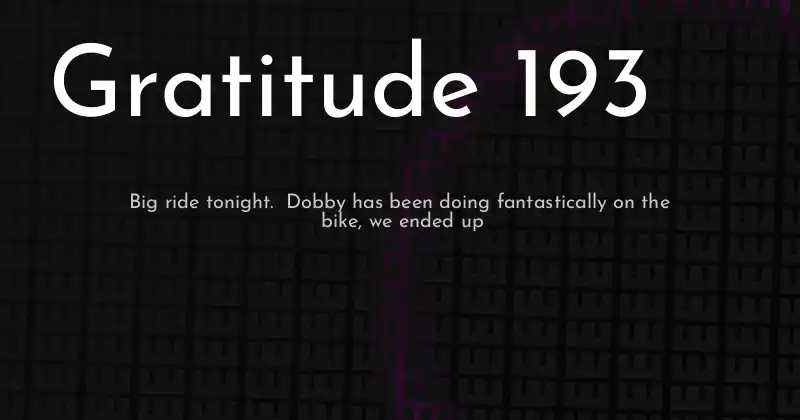 Gratitude 193
Big ride tonight.  Dobby has been doing fantastically on the
bike, we ended up